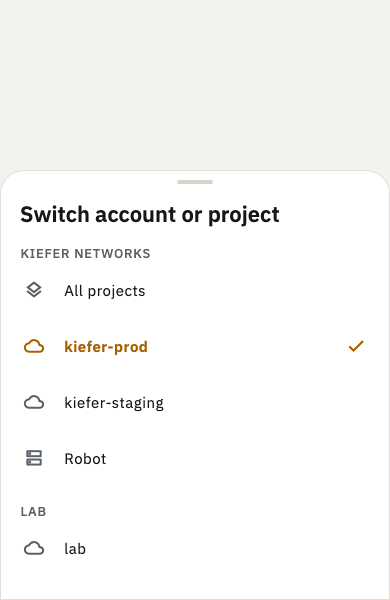 Switch account or project
KIEFER NETWORKS
All projects
kiefer-prod
kiefer-staging
Robot
LAB
lab